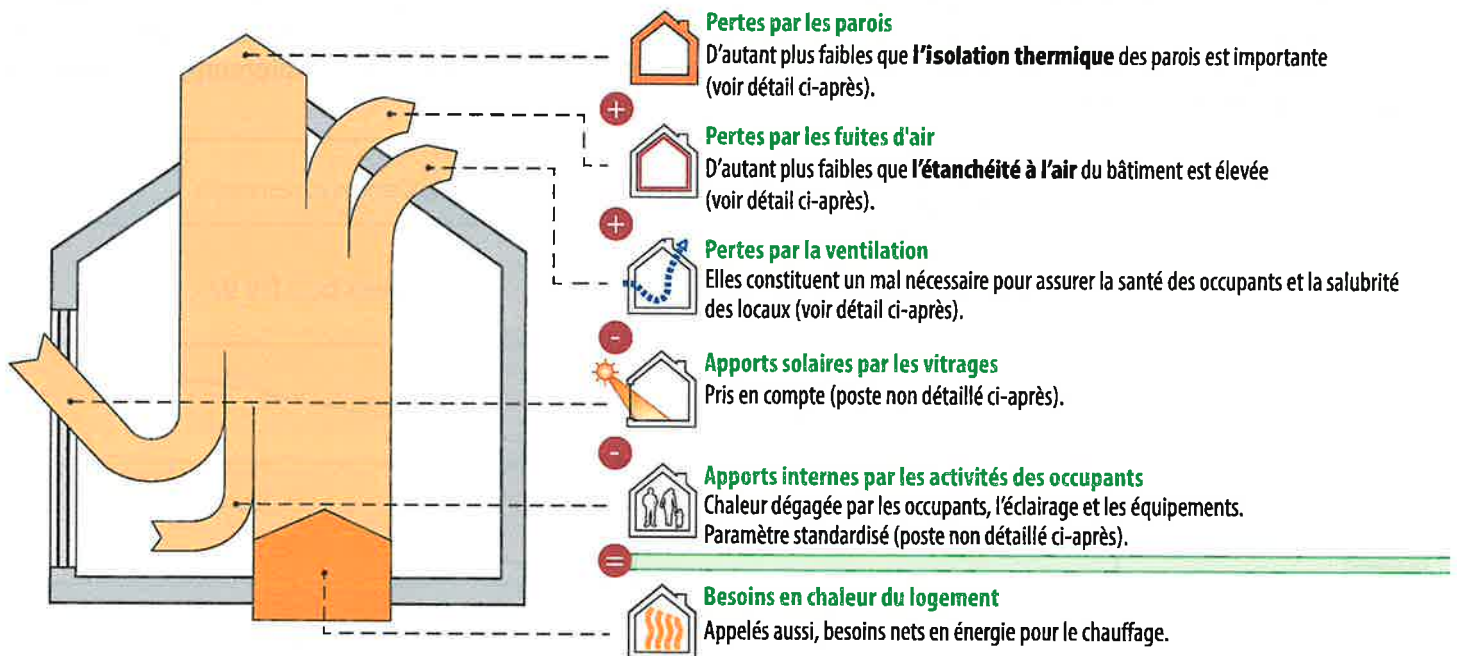 Pertes par les parois
D'autant plus faibles que l'isolation thermique des parois est importante
(voir détail ci-après).
+
Pertes par les fuites d'air
D'autant plus faibles que l'étanchéité à l'air du bâtiment est élevée
(voir détail ci-après).
+
Pertes par la ventilation
Elles constituent un mal nécessaire pour assurer la santé des occupants et la salubrité
des locaux (voir détail ci-après).
-
Apports solaires par les vitrages
Pris en compte (poste non détaillé ci-après).
-
Apports internes par les activités des occupants
Chaleur dégagée par les occupants, l'éclairage et les équipements.
Paramètre standardisé (poste non détaillé ci-après).
=
Besoins en chaleur du logement
Appelés aussi, besoins nets en énergie pour le chauffage.